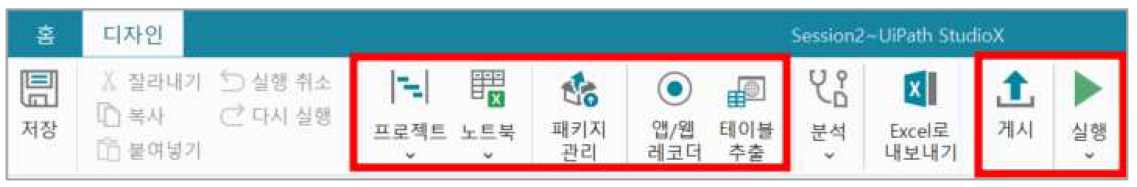 홈 디자인 Session2~UiPath StudioX
저장
잘라내기
복사
붙여넣기
실행 취소
다시 실행
프로젝트
노트북
패키지
관리
앱/웹
레코더
테이블
추출
분석
Excel로
내보내기
게시
실행